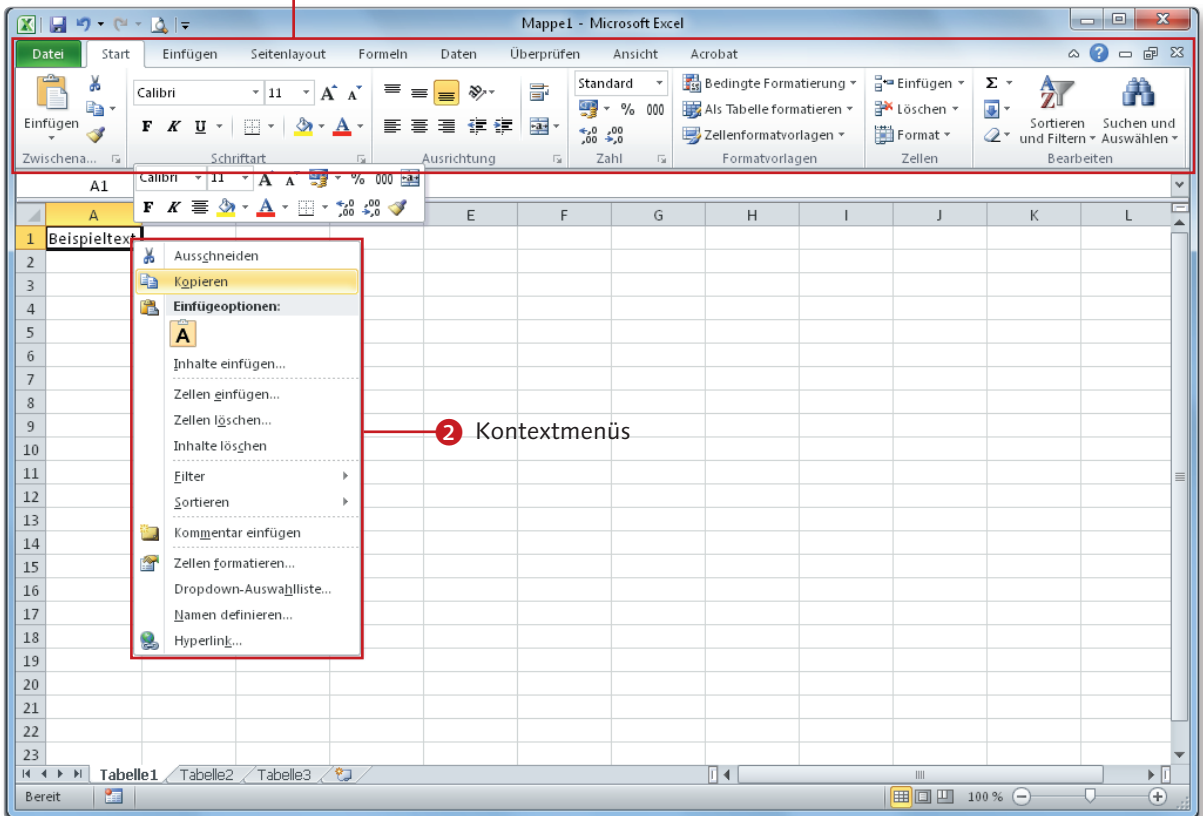 Mappe1 - Microsoft Excel
Datei Start Einfügen Seitenlayout Formeln Daten Überprüfen Ansicht Acrobat
Einfügen
Calibri 11
F K U
Standard
% 000
Bedingte Formatierung
Als Tabelle formatieren
Zellenformatvorlagen
Einfügen
Löschen
Format
Σ
Sortieren und Filtern
Suchen und Auswählen
Zwischena... Schriftart Ausrichtung Zahl Formatvorlagen Zellen Bearbeiten
A1
Calibri 11 A A % 000
F K A
A E F G H I J K L
1 Beispieltext
2
3
4
5
6
7
8
9
10
11
12
13
14
15
16
17
18
19
20
21
22
23
Ausschneiden
Kopieren
Einfügeoptionen:
A
Inhalte einfügen...
Zellen einfügen...
Zellen löschen...
Inhalte löschen
Filter
Sortieren
Kommentar einfügen
Zellen formatieren...
Dropdown-Auswahlliste...
Namen definieren...
Hyperlink...
2 Kontextmenüs
Tabelle1 Tabelle2 Tabelle3
Bereit 100 %